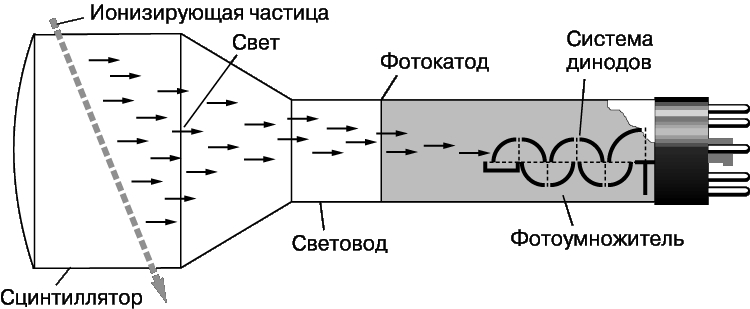 Ионизирующая частица
Свет
Система
динодов
Фотокатод
Световод
Фотоумножитель
Сцинтиллятор